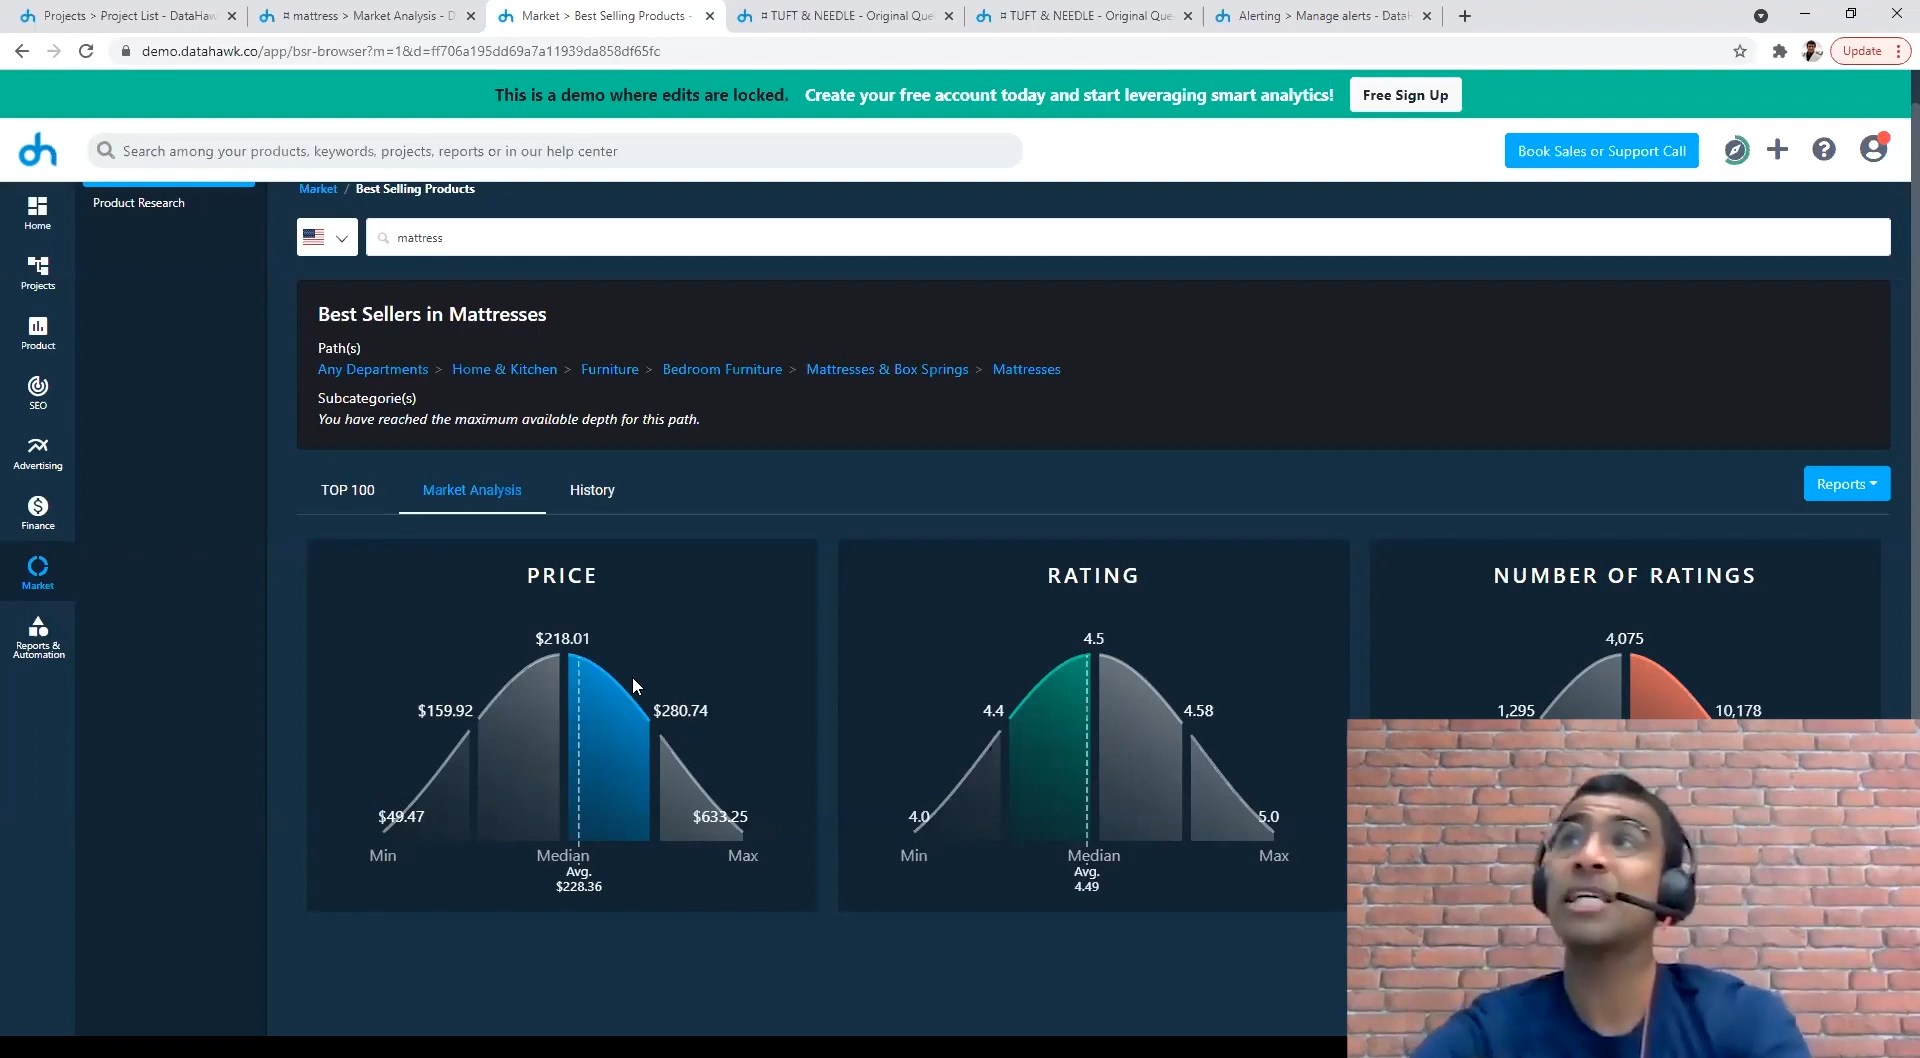 Projects > Project List - DataHaw
¤ mattress > Market Analysis - D
Market > Best Selling Products -
¤ TUFT & NEEDLE - Original Que
¤ TUFT & NEEDLE - Original Que
Alerting > Manage alerts - DataH
demo.datahawk.co/app/bsr-browser?m=1&d=ff706a195dd69a7a11939da858df65fc
Update
This is a demo where edits are locked. Create your free account today and start leveraging smart analytics!
Free Sign Up
dh
Search among your products, keywords, projects, reports or in our help center
Book Sales or Support Call
Home
Projects
Product
SEO
Advertising
Finance
Market
Reports &
Automation
Product Research
Market / Best Selling Products
mattress
Best Sellers in Mattresses
Path(s)
Any Departments > Home & Kitchen > Furniture > Bedroom Furniture > Mattresses & Box Springs > Mattresses
Subcategorie(s)
You have reached the maximum available depth for this path.
TOP 100
Market Analysis
History
Reports
PRICE
$218.01
$159.92
$280.74
$49.47
$633.25
Min
Median
Max
Avg.
$228.36
RATING
4.5
4.4
4.58
4.0
5.0
Min
Median
Max
Avg.
4.49
NUMBER OF RATINGS
4,075
1,295
10,178